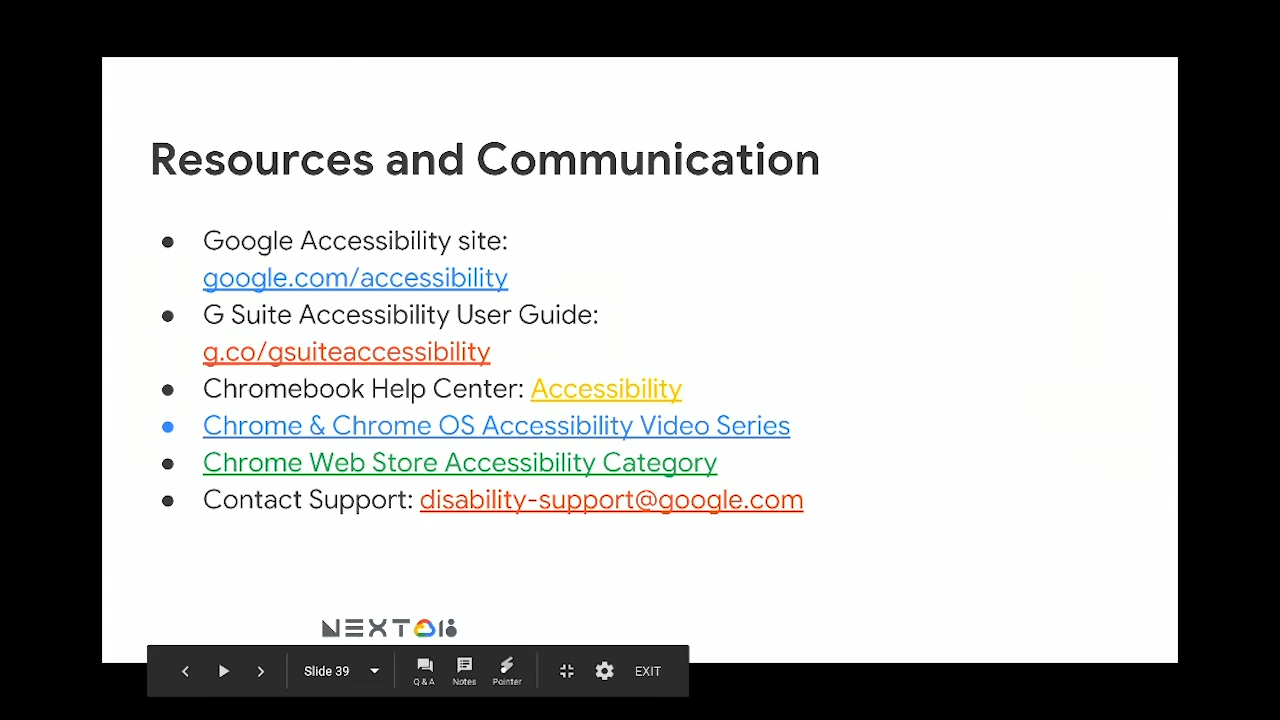 Resources and Communication
● Google Accessibility site:
google.com/accessibility
● G Suite Accessibility User Guide:
g.co/gsuiteaccessibility
● Chromebook Help Center: Accessibility
● Chrome & Chrome OS Accessibility Video Series
● Chrome Web Store Accessibility Category
● Contact Support: disability-support@google.com
NEXT18
Slide 39
Q & A Notes Pointer
EXIT